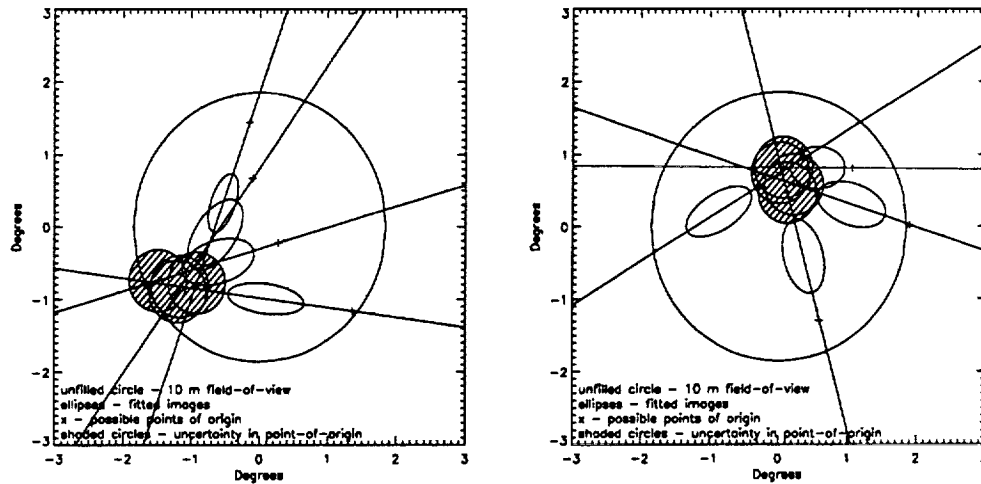 3
2
1
0
-1
-2
-3
Degrees
unfilled circle – 10 m field-of-view
ellipses – fitted images
x – possible points of origin
shaded circles – uncertainty in point-of-origin
-3 -2 -1 0 1 2 3
Degrees
3
2
1
0
-1
-2
-3
Degrees
unfilled circle – 10 m field-of-view
ellipses – fitted images
x – possible points of origin
shaded circles – uncertainty in point-of-origin
-3 -2 -1 0 1 2 3
Degrees